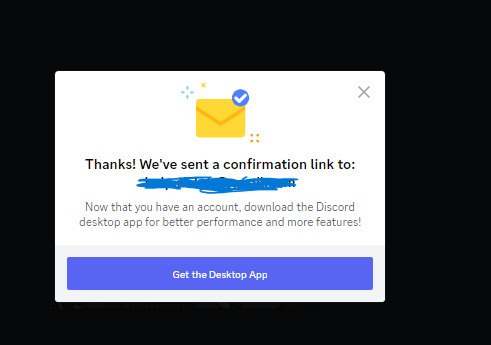 Thanks! We've sent a confirmation link to:
Now that you have an account, download the Discord
desktop app for better performance and more features!
Get the Desktop App